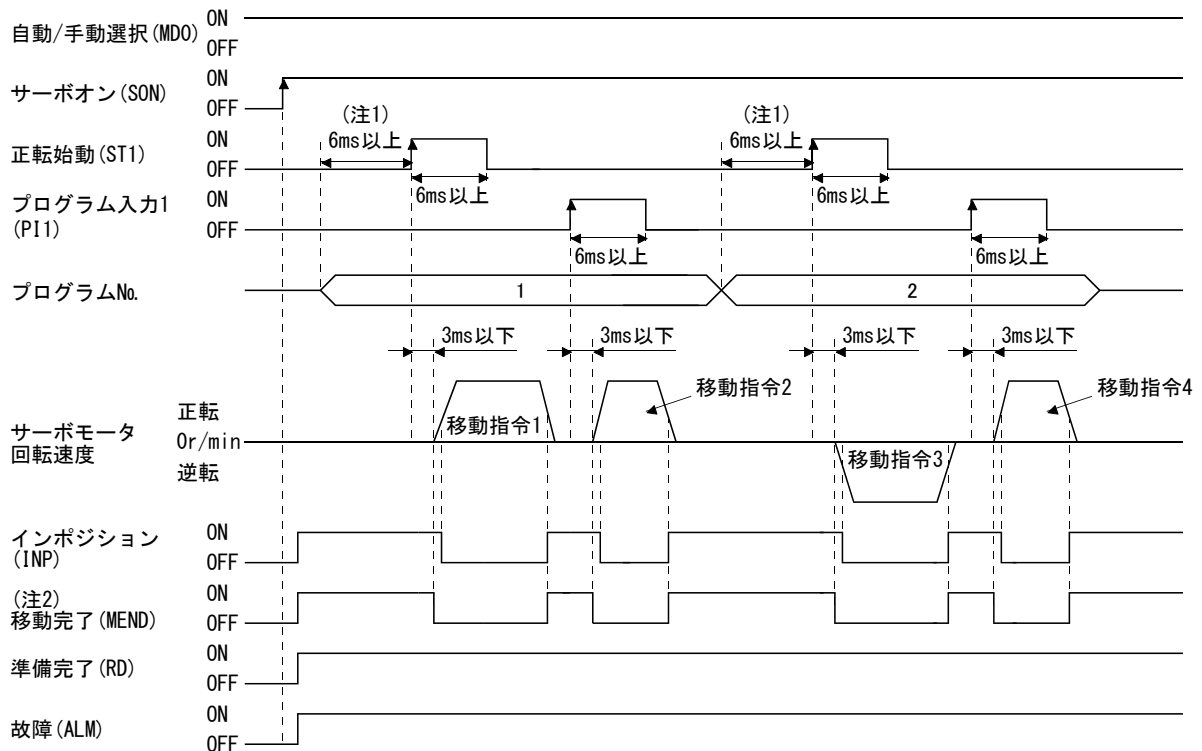 自動/手動選択(MD0)
ON
OFF
サーボオン(SON)
ON
OFF
正転始動(ST1)
ON
OFF
(注1)
6ms以上
6ms以上
(注1)
6ms以上
6ms以上
プログラム入力1
(PI1)
ON
OFF
6ms以上
6ms以上
プログラムNo.
1
2
3ms以下
3ms以下
3ms以下
3ms以下
サーボモータ
回転速度
正転
0r/min
逆転
移動指令1
移動指令2
移動指令3
移動指令4
インポジション
(INP)
ON
OFF
(注2)
移動完了(MEND)
ON
OFF
準備完了(RD)
ON
OFF
故障(ALM)
ON
OFF